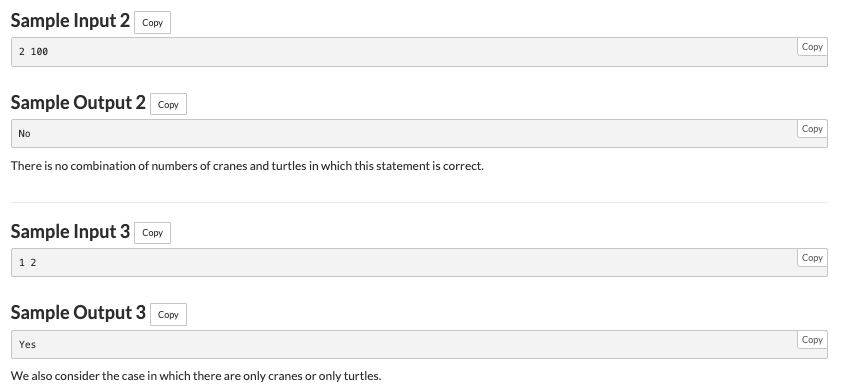 Sample Input 2 Copy
Copy
2 100
Sample Output 2 Copy
Copy
No
There is no combination of numbers of cranes and turtles in which this statement is correct.
Sample Input 3 Copy
Copy
1 2
Sample Output 3 Copy
Copy
Yes
We also consider the case in which there are only cranes or only turtles.